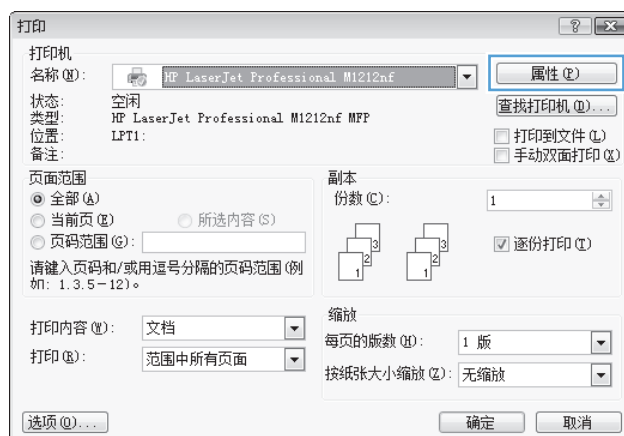 打印
打印机
名称(N):
HP LaserJet Professional M1212nf
属性(P)
状态: 空闲
查找打印机(D)...
类型: HP LaserJet Professional M1212nf MFP
位置: LPT1:
打印到文件(L)
备注:
手动双面打印(X)
页面范围
全部(A)
当前页(E)
所选内容(S)
页码范围(G):
请键入页码和/或用逗号分隔的页码范围(例
如: 1.3.5-12)。
副本
份数(C): 1
3
2
1
3
2
1
逐份打印(T)
打印内容(W): 文档
打印(R): 范围中所有页面
缩放
每页的版数(H): 1 版
按纸张大小缩放(Z): 无缩放
选项(O)...
确定
取消